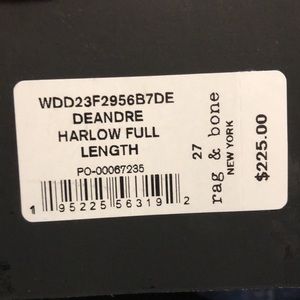 WDD23F2956B7DE
DEANDRE
HARLOW FULL
LENGTH
PO-00067235
1 95225 56319 2
27
rag & bone
NEW YORK
$225.00